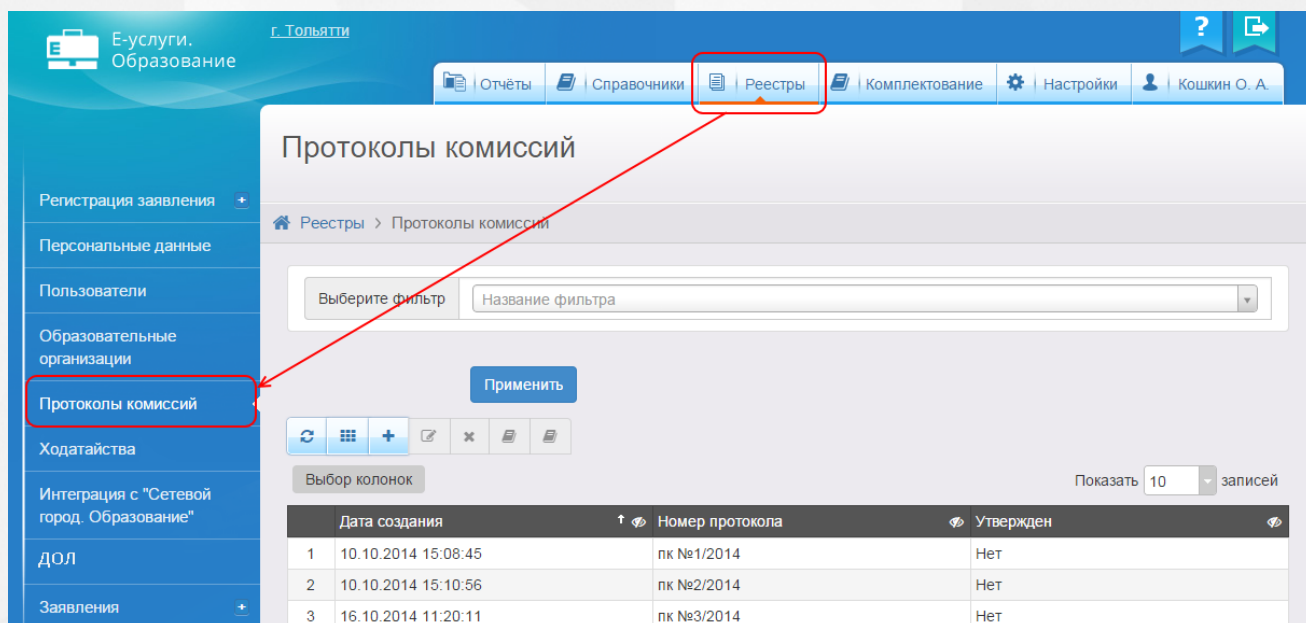 Е-услуги.
Образование
г. Тольятти
?
Отчёты
Справочники
Реестры
Комплектование
Настройки
Кошкин О. А.
Протоколы комиссий
Реестры > Протоколы комиссий
Регистрация заявления
Персональные данные
Пользователи
Образовательные
организации
Протоколы комиссий
Ходатайства
Интеграция с "Сетевой
город. Образование"
ДОЛ
Заявления
Выберите фильтр
Название фильтра
Применить
Выбор колонок
Показать 10 записей
Дата создания Номер протокола Утвержден
1 10.10.2014 15:08:45 пк №1/2014 Нет
2 10.10.2014 15:10:56 пк №2/2014 Нет
3 16.10.2014 11:20:11 пк №3/2014 Нет